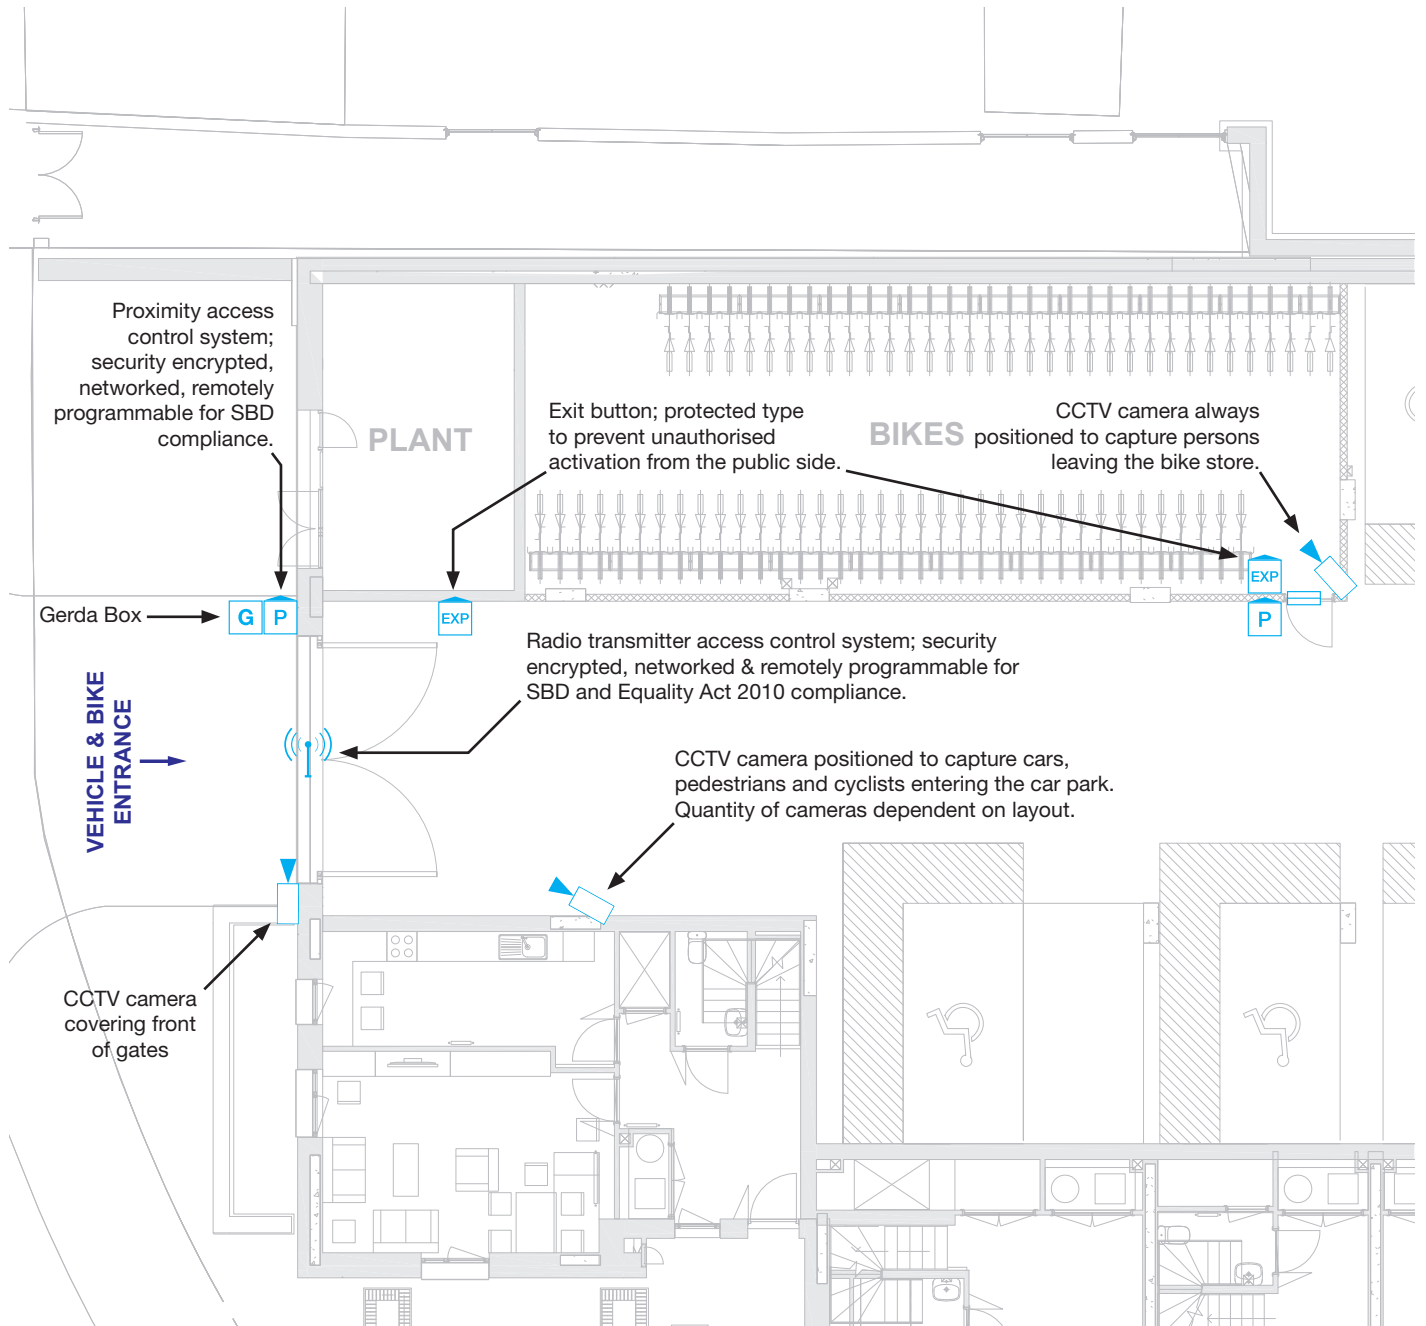 Proximity access
control system;
security encrypted,
networked, remotely
programmable for SBD
compliance.
PLANT
Exit button; protected type
to prevent unauthorised
activation from the public side.
BIKES
CCTV camera always
positioned to capture persons
leaving the bike store.
Gerda Box
G
P
EXP
EXP
P
Radio transmitter access control system; security
encrypted, networked & remotely programmable for
SBD and Equality Act 2010 compliance.
VEHICLE & BIKE
ENTRANCE
CCTV camera positioned to capture cars,
pedestrians and cyclists entering the car park.
Quantity of cameras dependent on layout.
CCTV camera
covering front
of gates